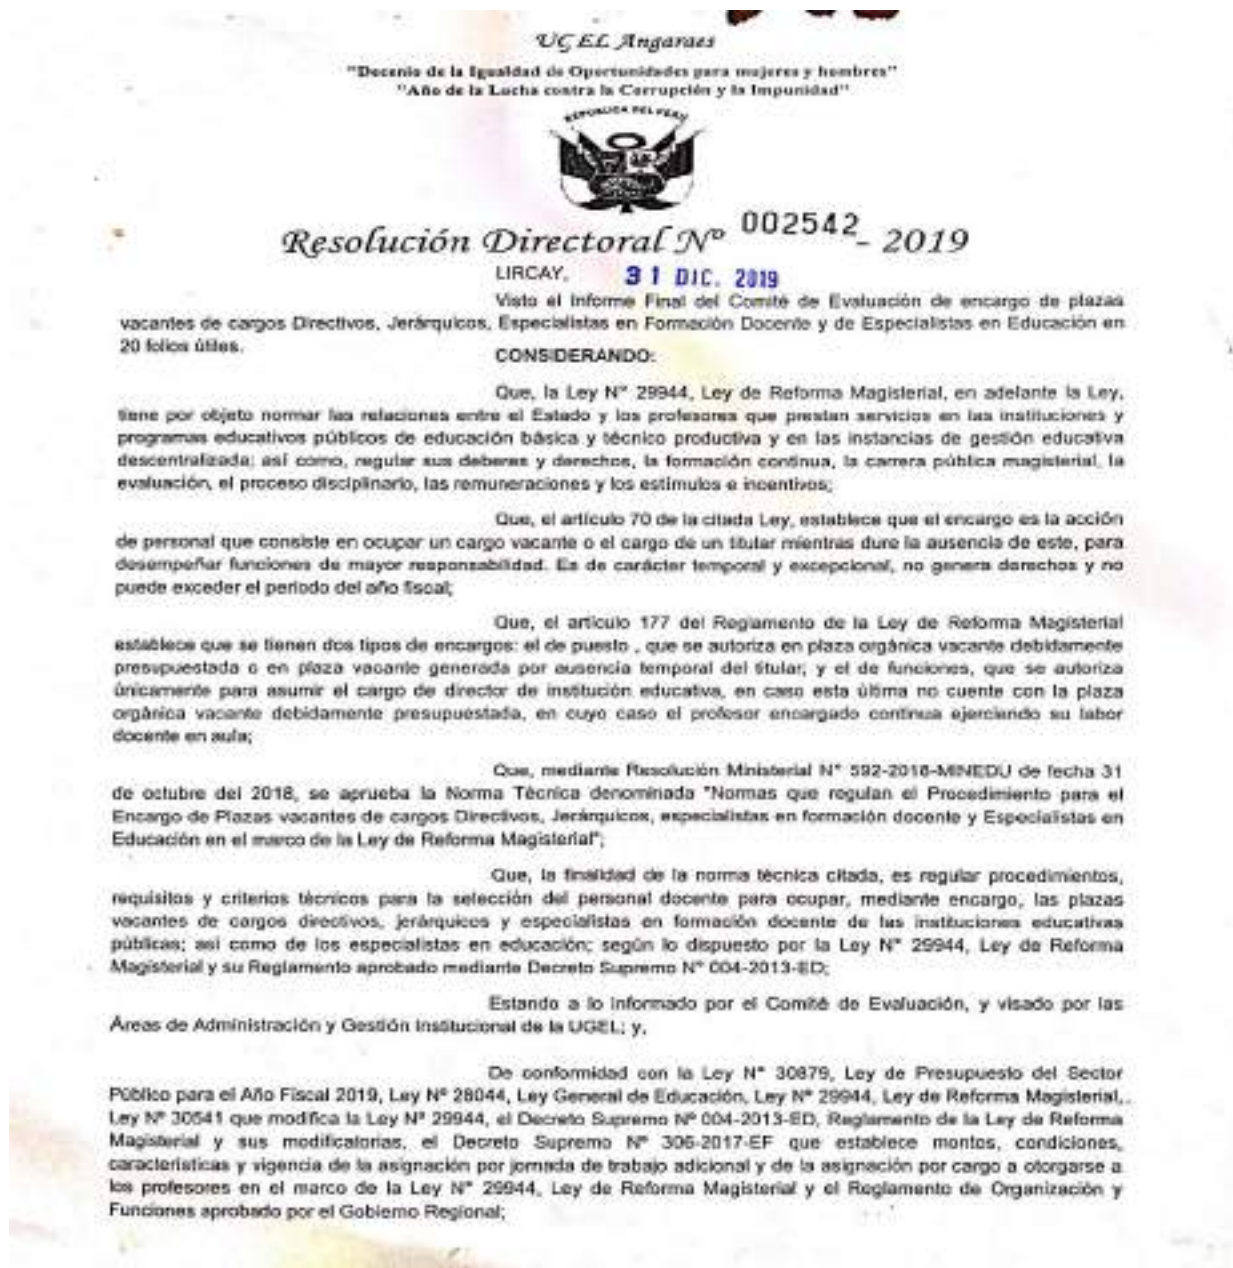 UGEL Angaraes
"Decenio de la Igualdad de Oportunidades para mujeres y hombres"
"Año de la Lucha contra la Corrupción y la Impunidad"
REPUBLICA DEL PERU
Resolución Directoral Nº 002542 - 2019
LIRCAY, 31 DIC. 2019
Visto el Informe Final del Comité de Evaluación de encargo de plazas
vacantes de cargos Directivos, Jerárquicos, Especialistas en Formación Docente y de Especialistas en Educación en
20 folios útiles.
CONSIDERANDO:
Que, la Ley Nº 29944, Ley de Reforma Magisterial, en adelante la Ley,
tiene por objeto normar las relaciones entre el Estado y los profesores que prestan servicios en las instituciones y
programas educativos públicos de educación básica y técnico productiva y en las instancias de gestión educativa
descentralizada; así como, regular sus deberes y derechos, la formación continua, la carrera pública magisterial, la
evaluación, el proceso disciplinario, las remuneraciones y los estímulos e incentivos;
Que, el artículo 70 de la citada Ley, establece que el encargo es la acción
de personal que consiste en ocupar un cargo vacante o el cargo de un titular mientras dure la ausencia de este, para
desempeñar funciones de mayor responsabilidad. Es de carácter temporal y excepcional, no genera derechos y no
puede exceder el periodo del año fiscal;
Que, el artículo 177 del Reglamento de la Ley de Reforma Magisterial
establece que se tienen dos tipos de encargos: el de puesto , que se autoriza en plaza orgánica vacante debidamente
presupuestada o en plaza vacante generada por ausencia temporal del titular; y el de funciones, que se autoriza
únicamente para asumir el cargo de director de institución educativa, en caso esta última no cuente con la plaza
orgánica vacante debidamente presupuestada, en cuyo caso el profesor encargado continua ejerciendo su labor
docente en aula;
Que, mediante Resolución Ministerial Nº 592-2018-MINEDU de fecha 31
de octubre del 2018, se aprueba la Norma Técnica denominada "Normas que regulan el Procedimiento para el
Encargo de Plazas vacantes de cargos Directivos, Jerárquicos, especialistas en formación docente y Especialistas en
Educación en el marco de la Ley de Reforma Magisterial";
Que, la finalidad de la norma técnica citada, es regular procedimientos,
requisitos y criterios técnicos para la selección del personal docente para ocupar, mediante encargo, las plazas
vacantes de cargos directivos, jerárquicos y especialistas en formación docente de las instituciones educativas
públicas; así como de los especialistas en educación; según lo dispuesto por la Ley Nº 29944, Ley de Reforma
Magisterial y su Reglamento aprobado mediante Decreto Supremo Nº 004-2013-ED;
Estando a lo informado por el Comité de Evaluación, y visado por las
Áreas de Administración y Gestión Institucional de la UGEL; y,
De conformidad con la Ley Nº 30879, Ley de Presupuesto del Sector
Público para el Año Fiscal 2019, Ley Nº 28044, Ley General de Educación, Ley Nº 29944, Ley de Reforma Magisterial,
Ley Nº 30541 que modifica la Ley Nº 29944, el Decreto Supremo Nº 004-2013-ED, Reglamento de la Ley de Reforma
Magisterial y sus modificatorias, el Decreto Supremo Nº 306-2017-EF que establece montos, condiciones,
características y vigencia de la asignación por jornada de trabajo adicional y de la asignación por cargo a otorgarse a
los profesores en el marco de la Ley Nº 29944, Ley de Reforma Magisterial y el Reglamento de Organización y
Funciones aprobado por el Gobierno Regional;